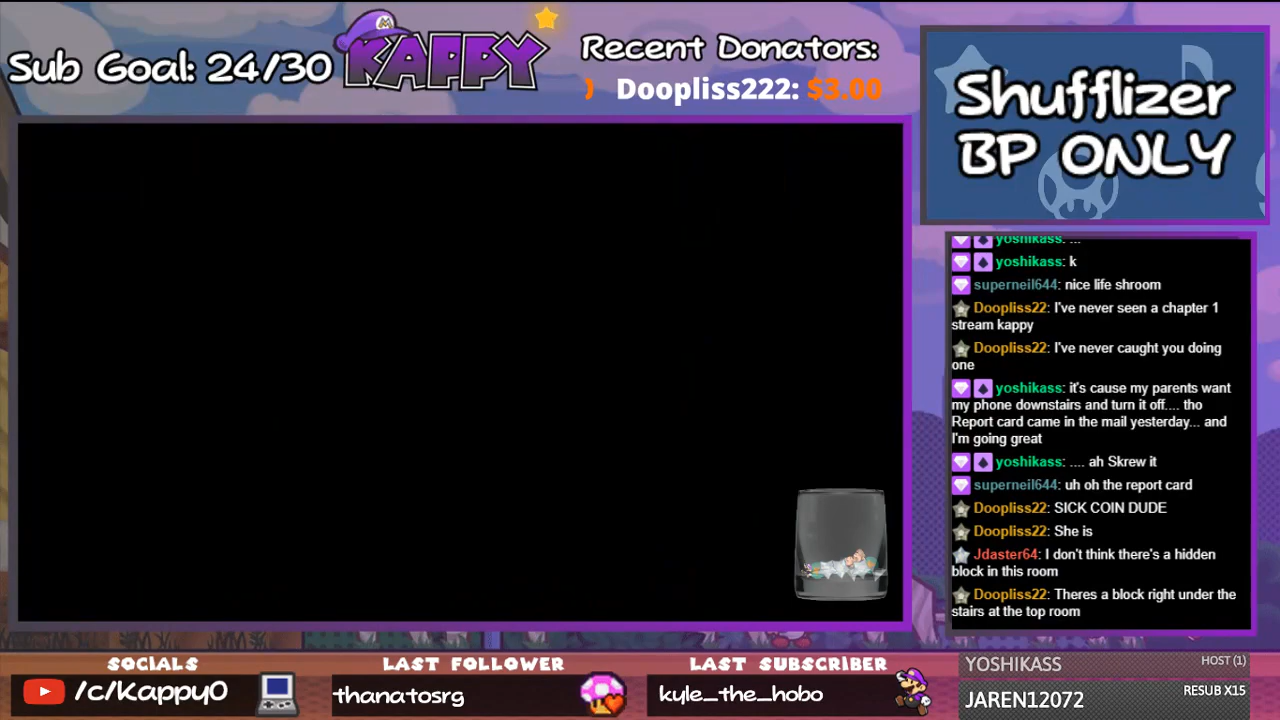 Sub Goal: 24/30
KAPPY
Recent Donators:
Doopliss222: $3.00
Shufflizer
BP ONLY
yoshikass: ...
yoshikass: k
superneil644: nice life shroom
Doopliss22: I've never seen a chapter 1
stream kappy
Doopliss22: I've never caught you doing
one
yoshikass: it's cause my parents want
my phone downstairs and turn it off.... tho
Report card came in the mail yesterday... and
I'm going great
yoshikass: .... ah Skrew it
superneil644: uh oh the report card
Doopliss22: SICK COIN DUDE
Doopliss22: She is
Jdaster64: I don't think there's a hidden
block in this room
Doopliss22: Theres a block right under the
stairs at the top room
SOCIALS
/c/Kappy0
LAST FOLLOWER
thanatosrg
LAST SUBSCRIBER
kyle_the_hobo
YOSHIKASS HOST (1)
JAREN12072 RESUB X15